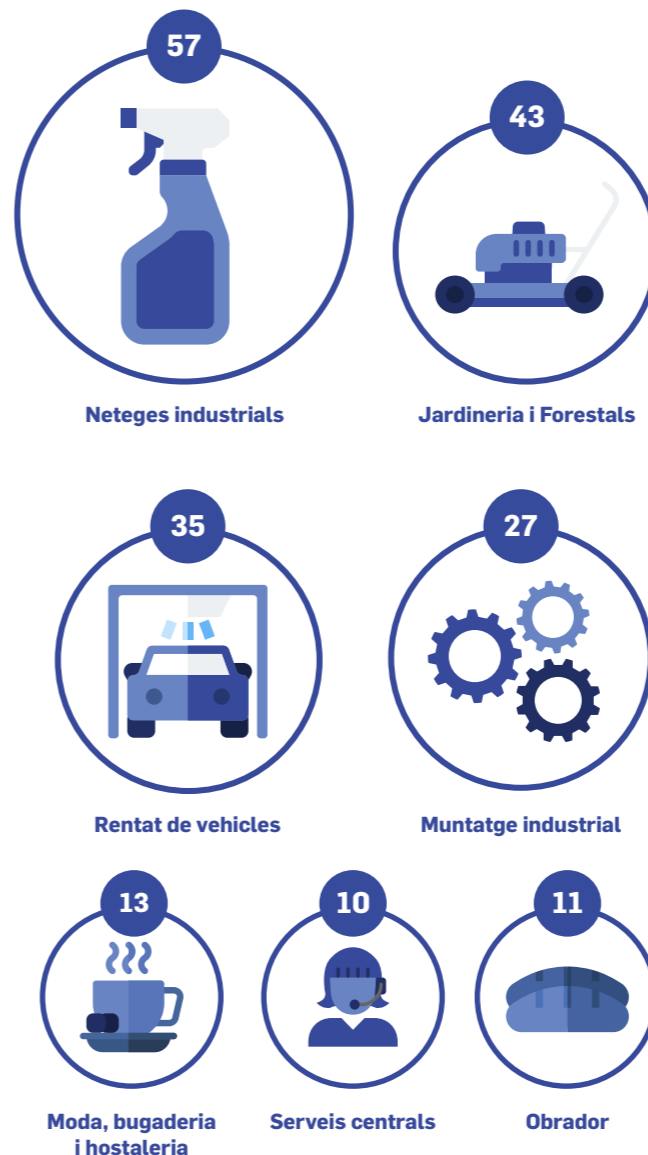 57
43
Neteges industrials
Jardineria i Forestals
35
27
Rentat de vehicles
Muntatge industrial
13
10
11
Moda, bugaderia
i hostaleria
Serveis centrals
Obrador